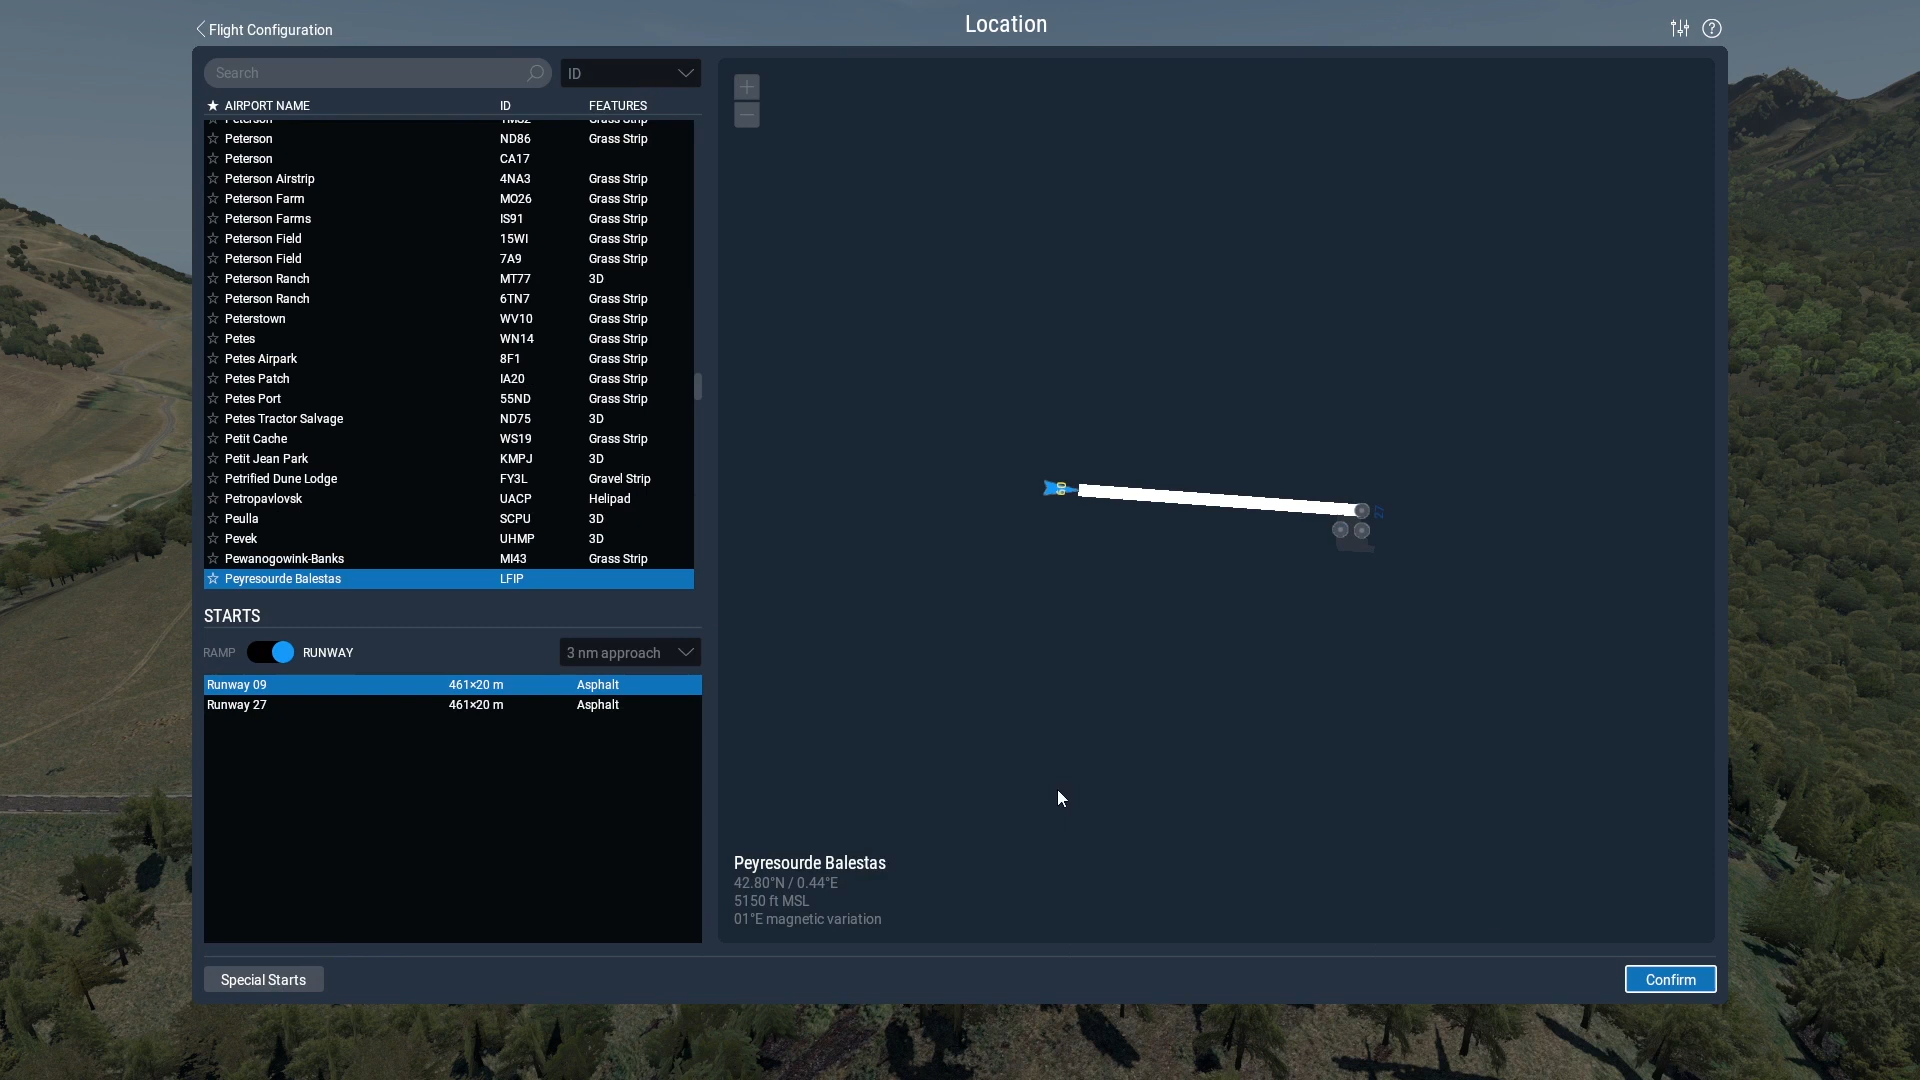 Flight Configuration
Location
Search
ID
AIRPORT NAME ID FEATURES
Peterson 1MS2 Grass Strip
Peterson ND86 Grass Strip
Peterson CA17
Peterson Airstrip 4NA3 Grass Strip
Peterson Farm MO26 Grass Strip
Peterson Farms IS91 Grass Strip
Peterson Field 15WI Grass Strip
Peterson Field 7A9 Grass Strip
Peterson Ranch MT77 3D
Peterson Ranch 6TN7 Grass Strip
Peterstown WV10 Grass Strip
Petes WN14 Grass Strip
Petes Airpark 8F1 Grass Strip
Petes Patch IA20 Grass Strip
Petes Port 55ND Grass Strip
Petes Tractor Salvage ND75 3D
Petit Cache WS19 Grass Strip
Petit Jean Park KMPJ 3D
Petrified Dune Lodge FY3L Gravel Strip
Petropavlovsk UACP Helipad
Peulla SCPU 3D
Pevek UHMP 3D
Pewanogowink-Banks MI43 Grass Strip
Peyresourde Balestas LFIP
STARTS
RAMP RUNWAY 3 nm approach
Runway 09 461×20 m Asphalt
Runway 27 461×20 m Asphalt
09
27
Peyresourde Balestas
42.80°N / 0.44°E
5150 ft MSL
01°E magnetic variation
Special Starts
Confirm